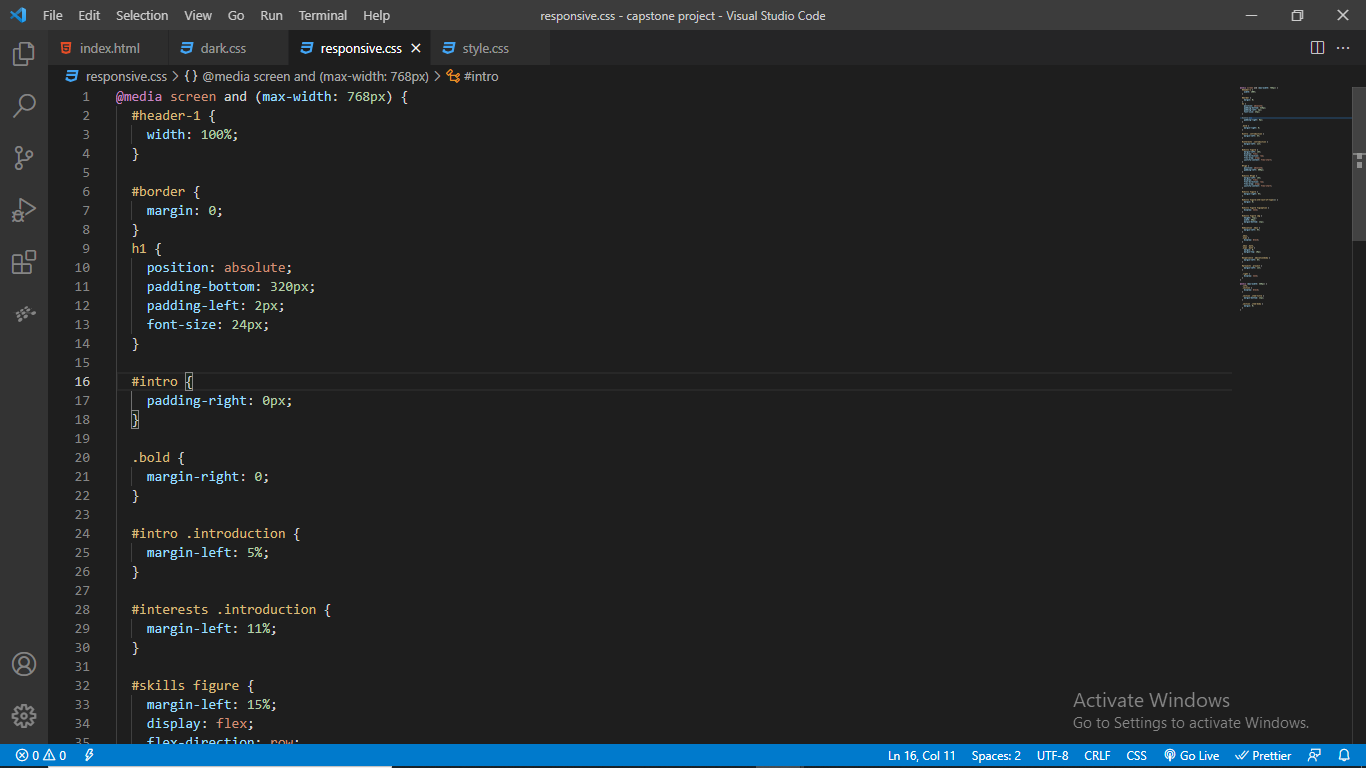 File Edit Selection View Go Run Terminal Help responsive.css - capstone project - Visual Studio Code
index.html dark.css responsive.css style.css
responsive.css > {} @media screen and (max-width: 768px) > #intro
1 @media screen and (max-width: 768px) {
2 #header-1 {
3 width: 100%;
4 }
5
6 #border {
7 margin: 0;
8 }
9 h1 {
10 position: absolute;
11 padding-bottom: 320px;
12 padding-left: 2px;
13 font-size: 24px;
14 }
15
16 #intro {
17 padding-right: 0px;
18 }
19
20 .bold {
21 margin-right: 0;
22 }
23
24 #intro .introduction {
25 margin-left: 5%;
26 }
27
28 #interests .introduction {
29 margin-left: 11%;
30 }
31
32 #skills figure {
33 margin-left: 15%;
34 display: flex;
35 flex-direction: row;
Activate Windows
Go to Settings to activate Windows.
0 0 Ln 16, Col 11 Spaces: 2 UTF-8 CRLF CSS Go Live Prettier